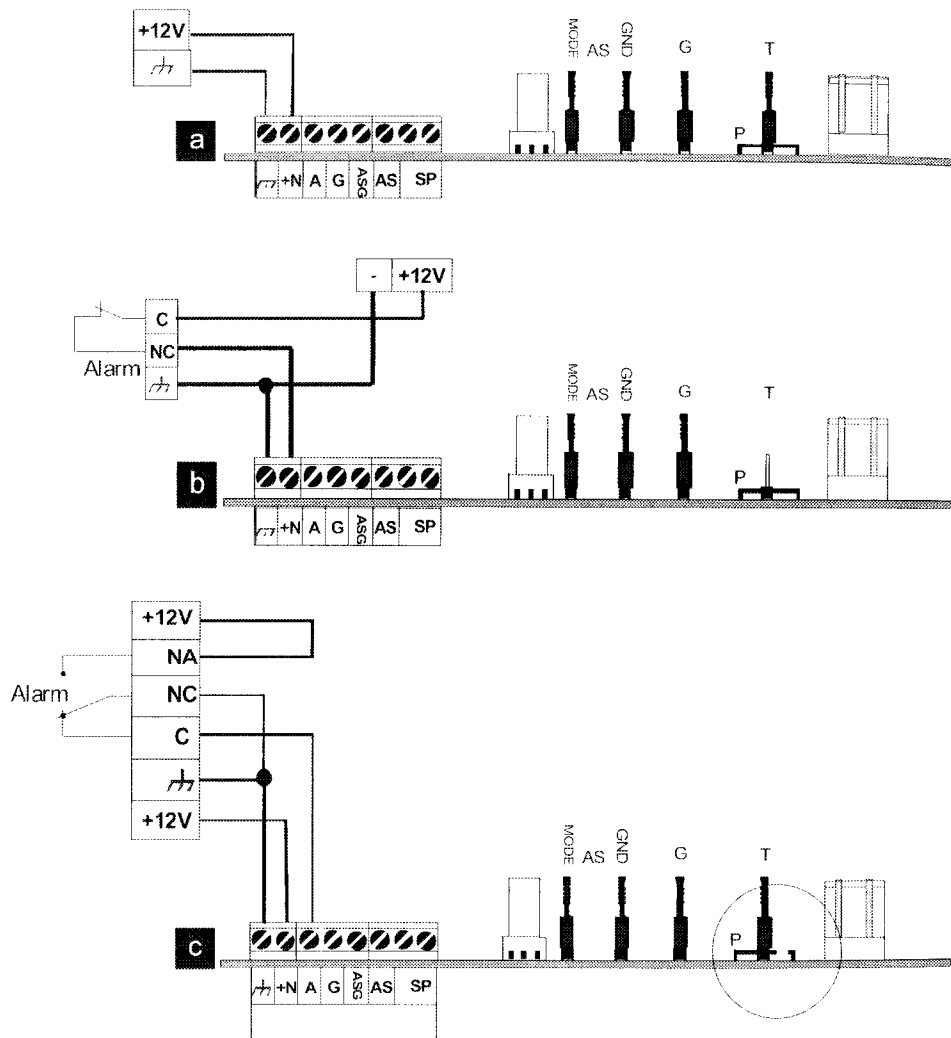 +12V
MODE AS GND G T
P
a
+N A G ASG AS SP
- +12V
C
NC
Alarm
MODE AS GND G T
P
b
+N A G ASG AS SP
+12V
NA
Alarm
NC
C
+12V
MODE AS GND G T
P
c
+N A G ASG AS SP